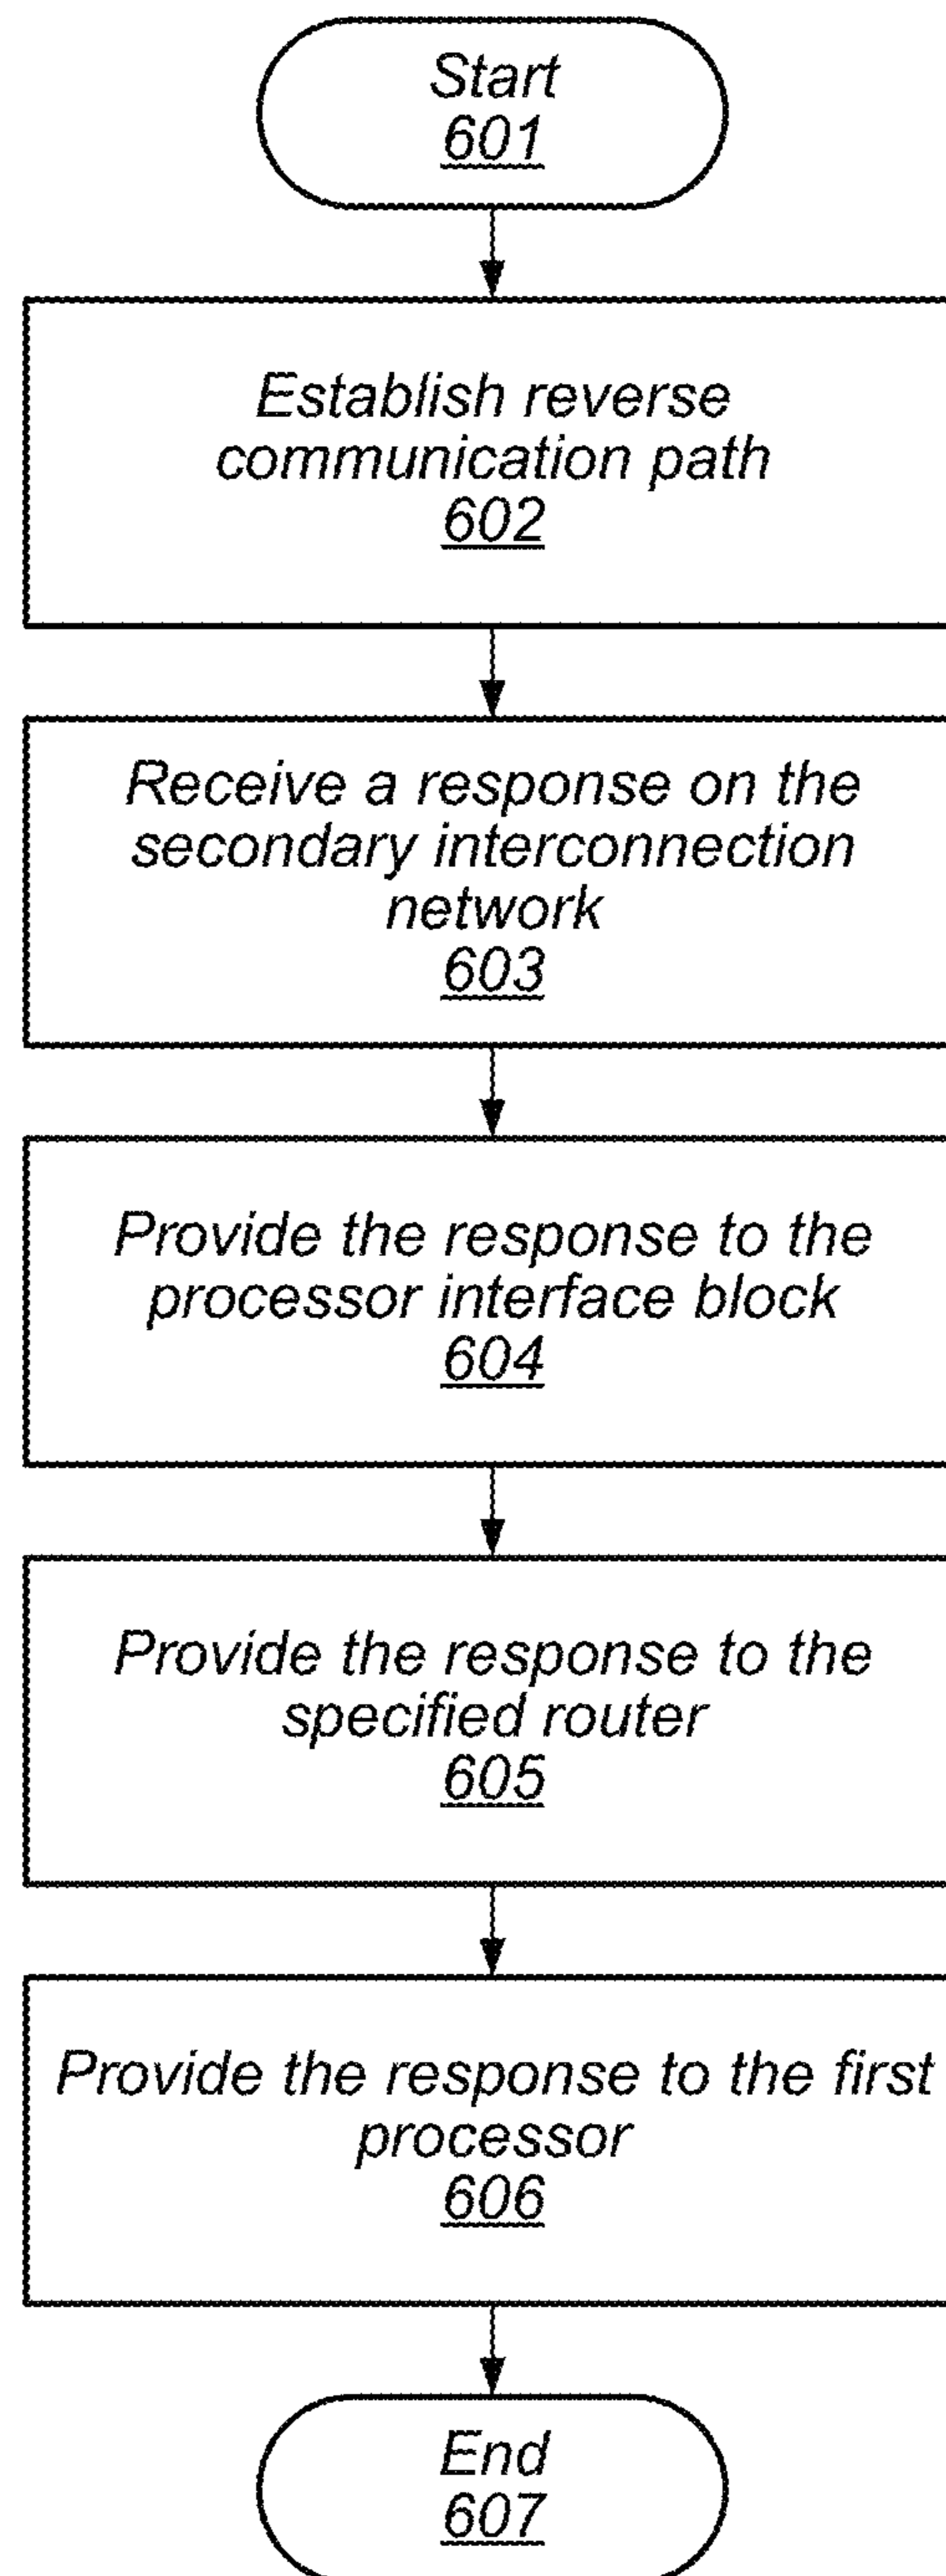 Start
601
Establish reverse
communication path
602
Receive a response on the
secondary interconnection
network
603
Provide the response to the
processor interface block
604
Provide the response to the
specified router
605
Provide the response to the first
processor
606
End
607